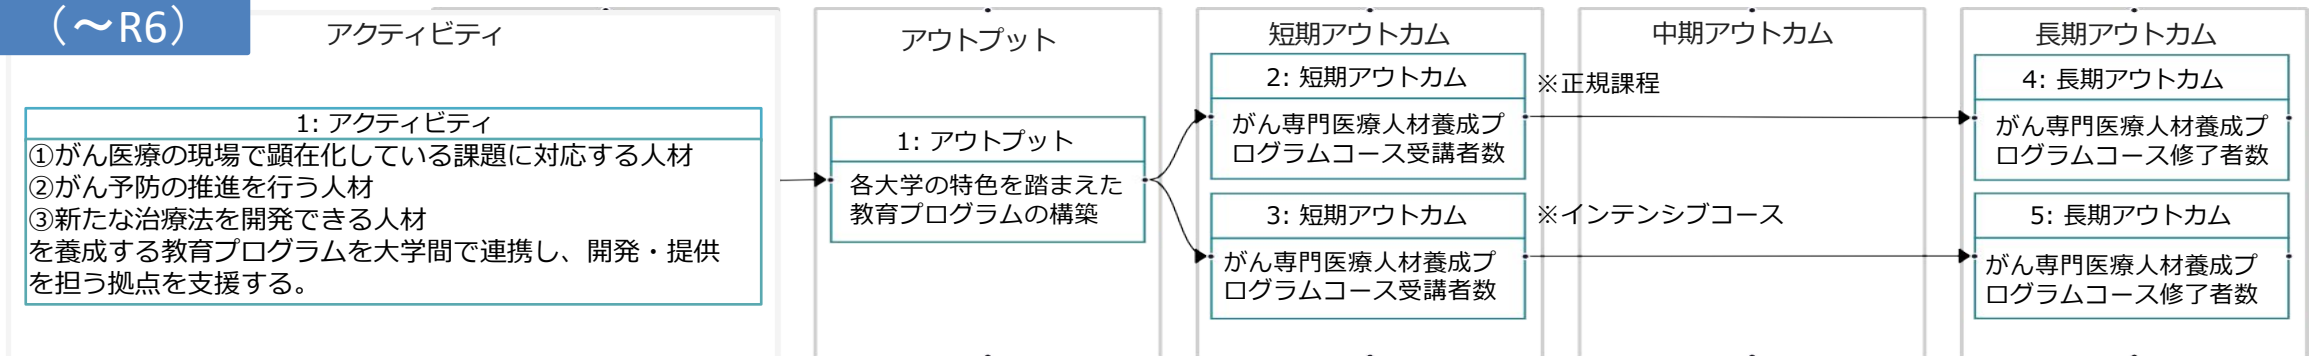 （～R6）
アクティビティ
1: アクティビティ
①がん医療の現場で顕在化している課題に対応する人材
②がん予防の推進を行う人材
③新たな治療法を開発できる人材
を養成する教育プログラムを大学間で連携し、開発・提供
を担う拠点を支援する。
アウトプット
1: アウトプット
各大学の特色を踏まえた
教育プログラムの構築
短期アウトカム
2: 短期アウトカム
がん専門医療人材養成プ
ログラムコース受講者数
※正規課程
3: 短期アウトカム
がん専門医療人材養成プ
ログラムコース受講者数
※インテンシブコース
中期アウトカム
長期アウトカム
4: 長期アウトカム
がん専門医療人材養成プ
ログラムコース修了者数
5: 長期アウトカム
がん専門医療人材養成プ
ログラムコース修了者数